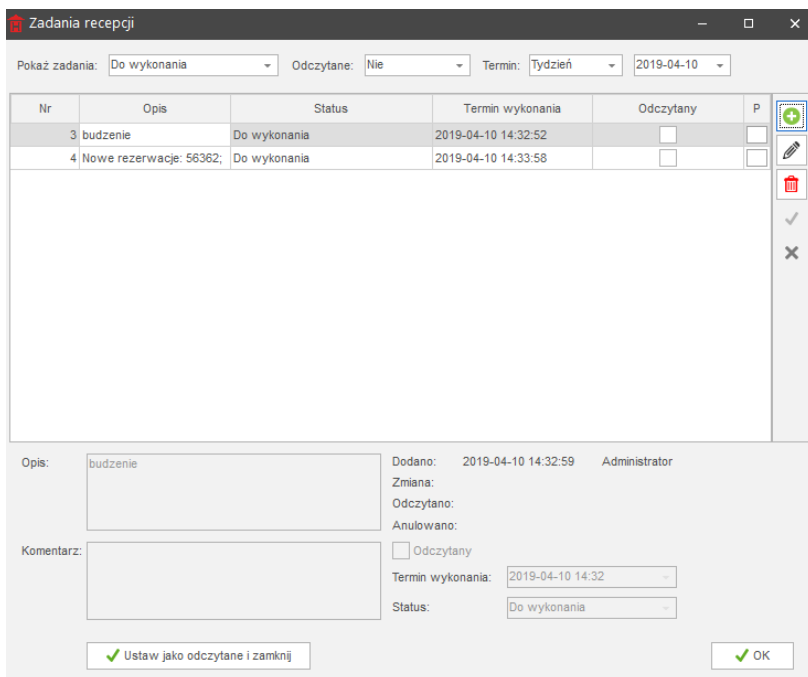 Zadania recepcji
Pokaż zadania: Do wykonania Odczytane: Nie Termin: Tydzień 2019-04-10
Nr Opis Status Termin wykonania Odczytany P
3 budzenie Do wykonania 2019-04-10 14:32:52
4 Nowe rezerwacje: 56362; Do wykonania 2019-04-10 14:33:58
Opis: budzenie Dodano: 2019-04-10 14:32:59 Administrator
Zmiana:
Odczytano:
Anulowano:
Komentarz: Odczytany
Termin wykonania: 2019-04-10 14:32
Status: Do wykonania
Ustaw jako odczytane i zamknij OK